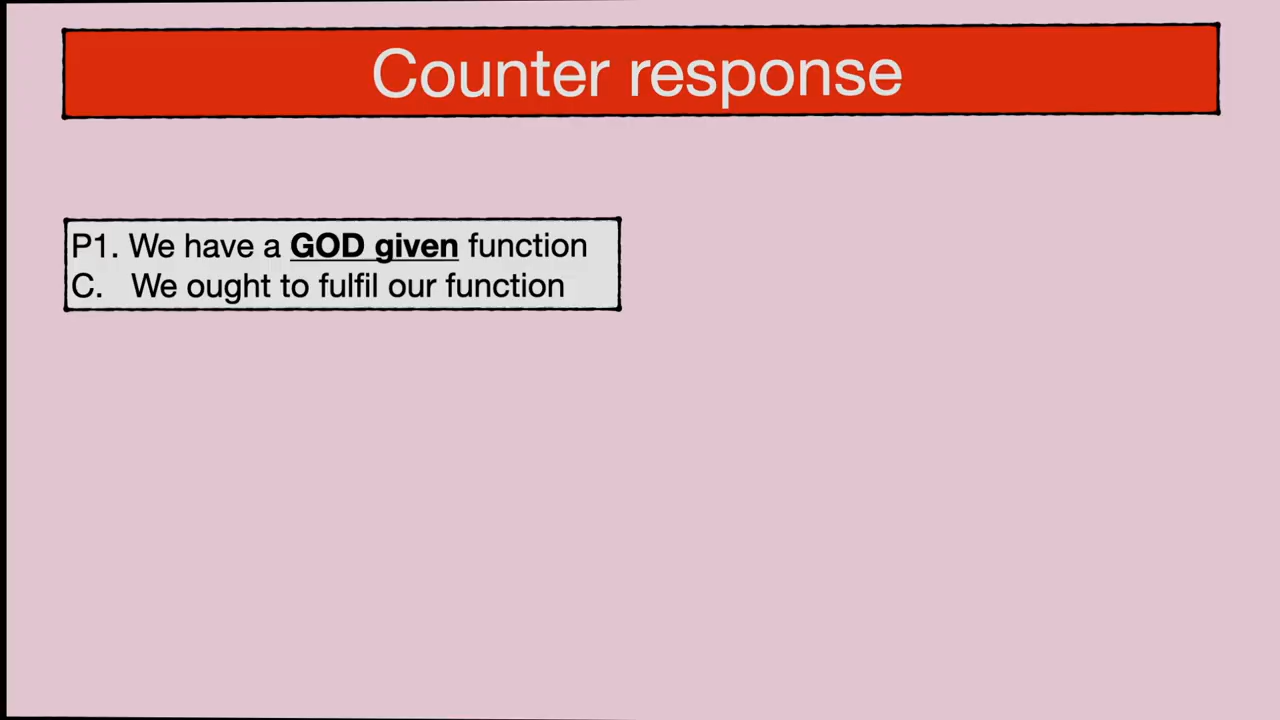 Counter response
P1. We have a GOD given function
C. We ought to fulfil our function